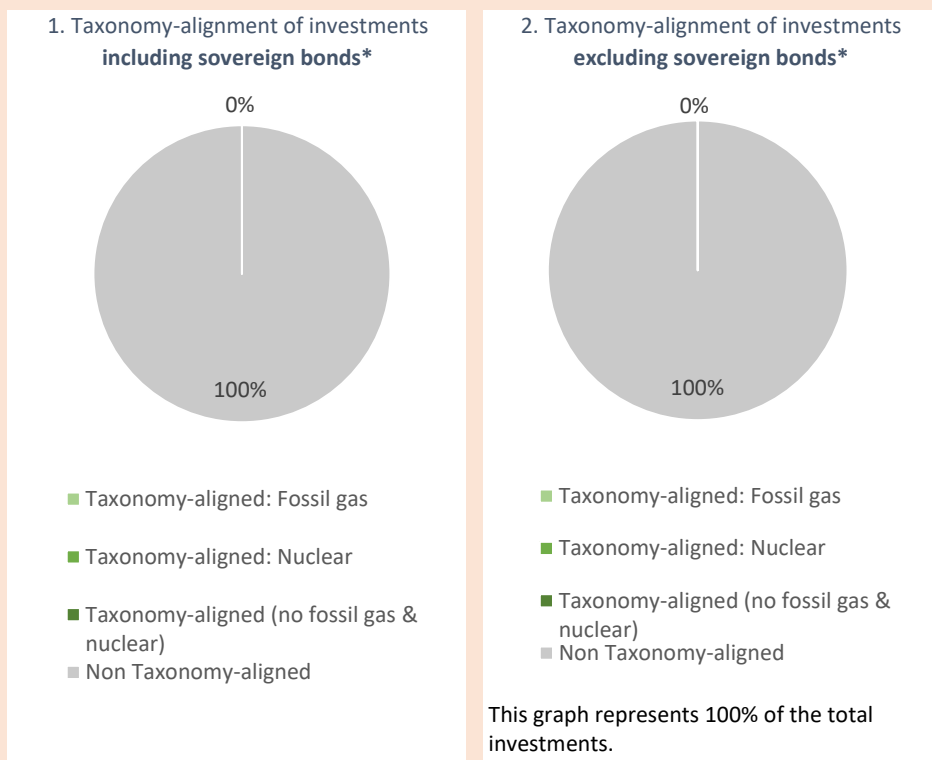 1. Taxonomy-alignment of investments
including sovereign bonds*
0%
100%
Taxonomy-aligned: Fossil gas
Taxonomy-aligned: Nuclear
Taxonomy-aligned (no fossil gas &
nuclear)
Non Taxonomy-aligned
2. Taxonomy-alignment of investments
excluding sovereign bonds*
0%
100%
Taxonomy-aligned: Fossil gas
Taxonomy-aligned: Nuclear
Taxonomy-aligned (no fossil gas &
nuclear)
Non Taxonomy-aligned
This graph represents 100% of the total
investments.